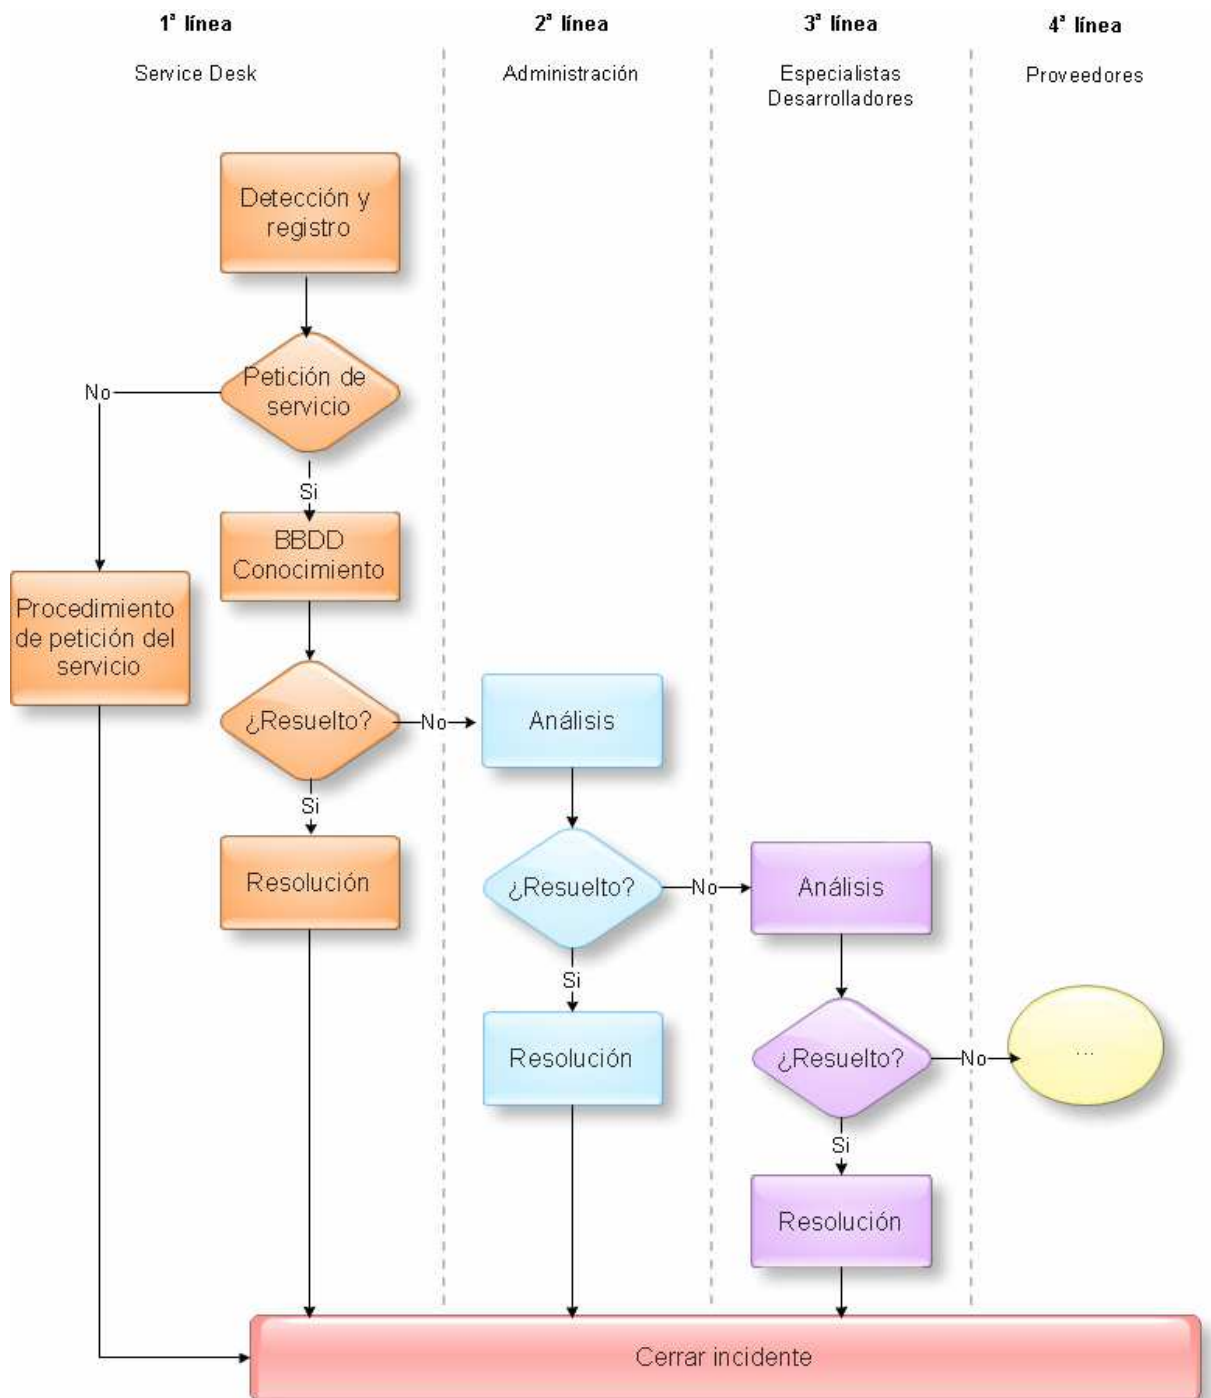 1ª línea
2ª línea
3ª línea
4ª línea
Service Desk
Administración
Especialistas
Desarrolladores
Proveedores
Detección y
registro
Petición de
servicio
No
Si
BBDD
Conocimiento
Procedimiento
de petición del
servicio
¿Resuelto?
No
Análisis
Si
Resolución
¿Resuelto?
No
Análisis
Si
Resolución
¿Resuelto?
No
...
Si
Resolución
Cerrar incidente